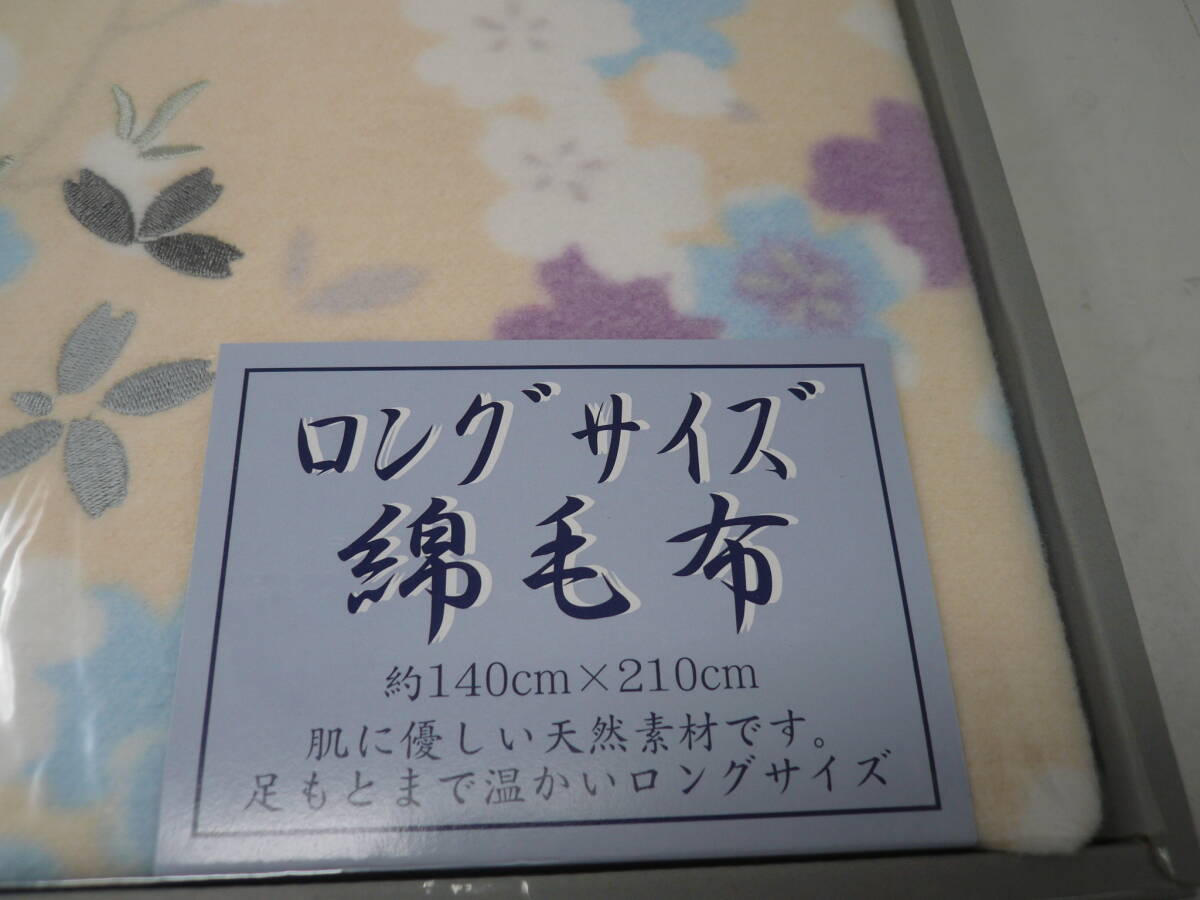 ロングサイズ
綿毛布
約140cm×210cm
肌に優しい天然素材です。
足もとまで温かいロングサイズ